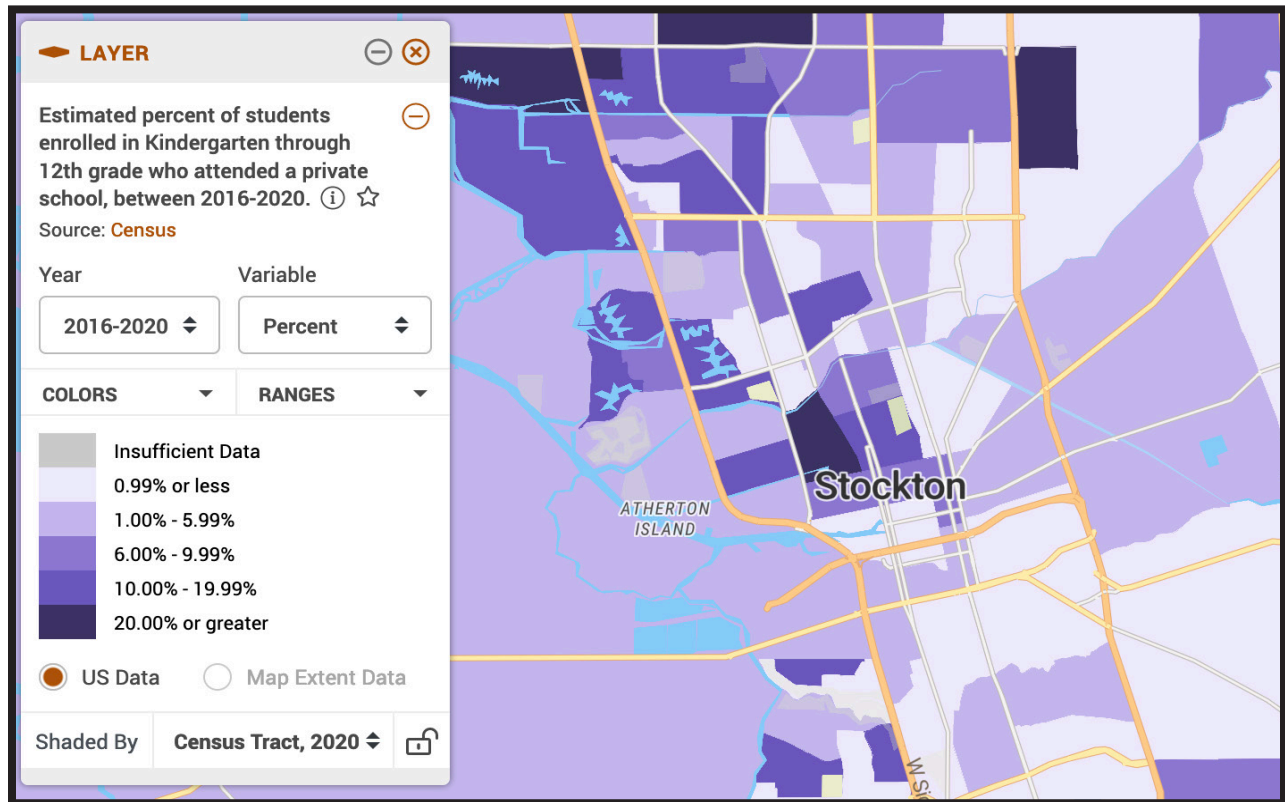 LAYER
Estimated percent of students
enrolled in Kindergarten through
12th grade who attended a private
school, between 2016-2020.
Source: Census
Year
Variable
2016-2020
Percent
COLORS
RANGES
Insufficient Data
0.99% or less
1.00% - 5.99%
6.00% - 9.99%
10.00% - 19.99%
20.00% or greater
US Data
Map Extent Data
Shaded By
Census Tract, 2020
Stockton
ATHERTON
ISLAND